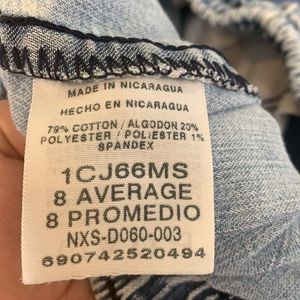 MADE IN NICARAGUA
HECHO EN NICARAGUA
79% COTTON / ALGODON 20%
POLYESTER / POLIESTER 1%
SPANDEX
1CJ66MS
8 AVERAGE
8 PROMEDIO
NXS-D060-003
690742520494